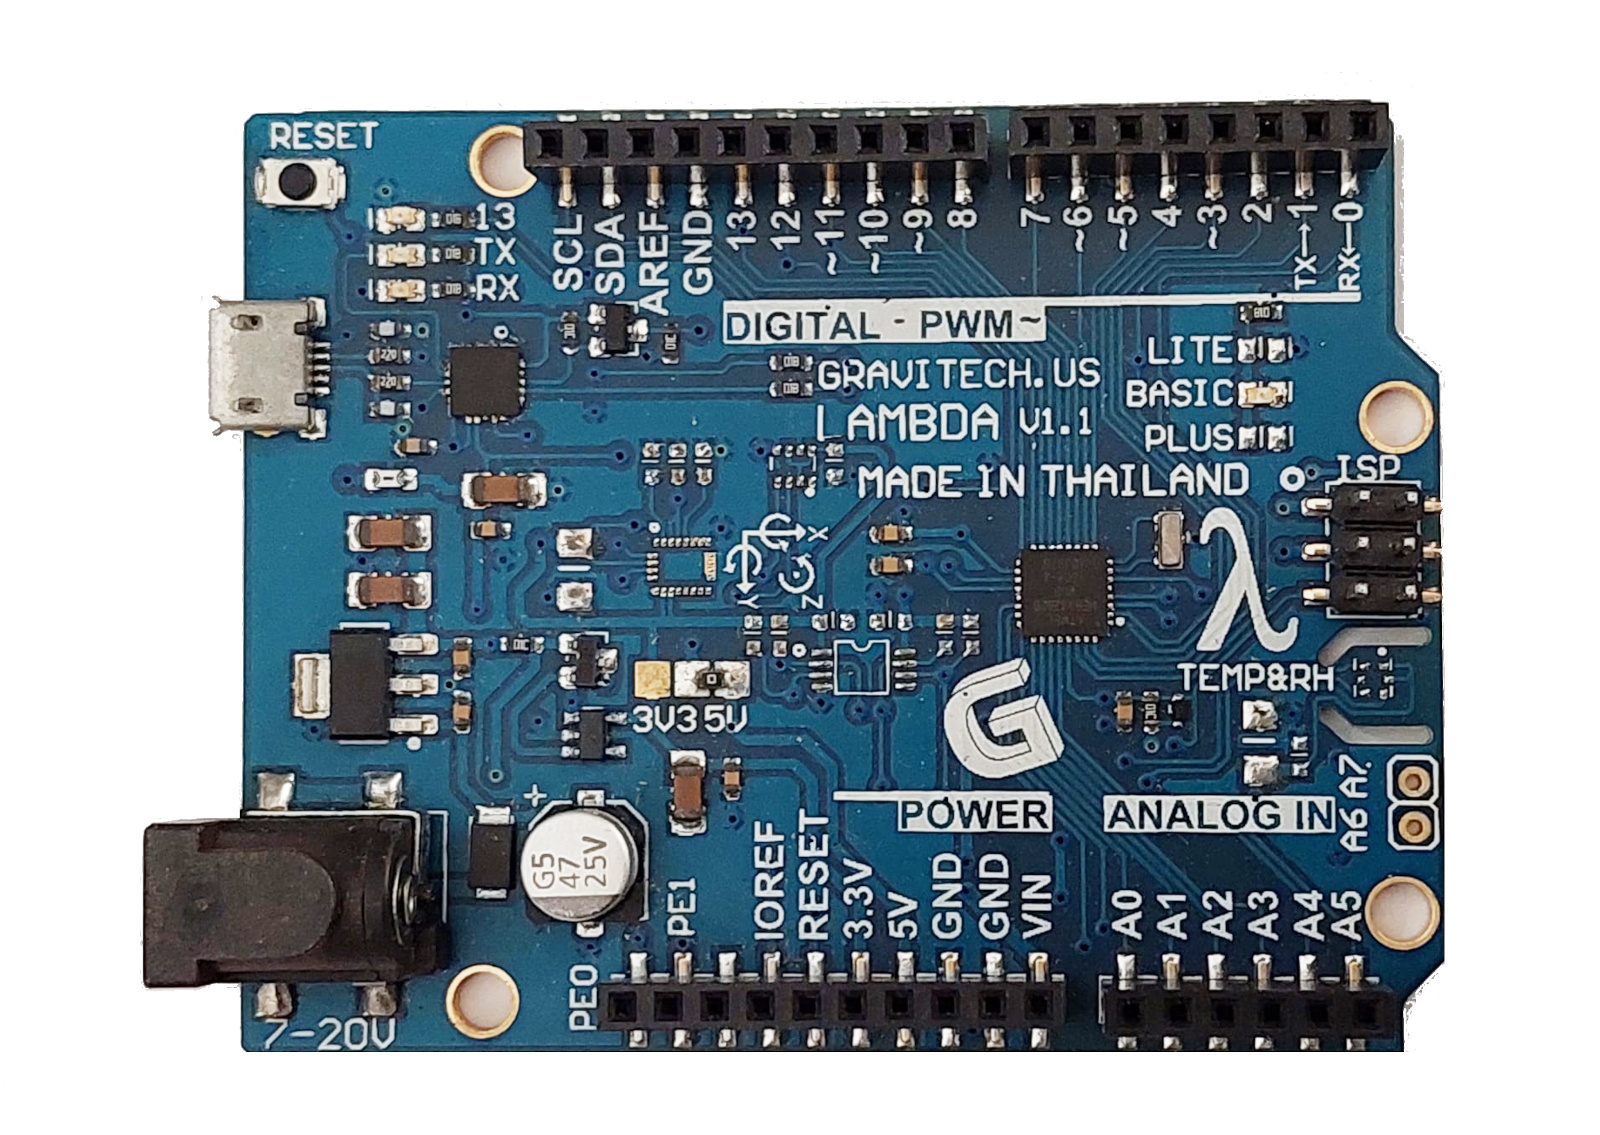 RESET
13
TX
RX
SCL
SDA
AREF
GND
13
12
~11
~10
~9
8
7
~6
~5
4
~3
2
TX→1
RX←0
DIGITAL - PWM~
GRAVITECH.US
LAMBDA V1.1
MADE IN THAILAND
LITE
BASIC
PLUS
ISP
220
220
X
Y
Z
λ
TEMP&RH
3V3 5V
G
POWER
ANALOG IN
A6 A7
+
G5
47
25V
PE0
PE1
IOREF
RESET
3.3V
5V
GND
GND
VIN
A0
A1
A2
A3
A4
A5
7-20V